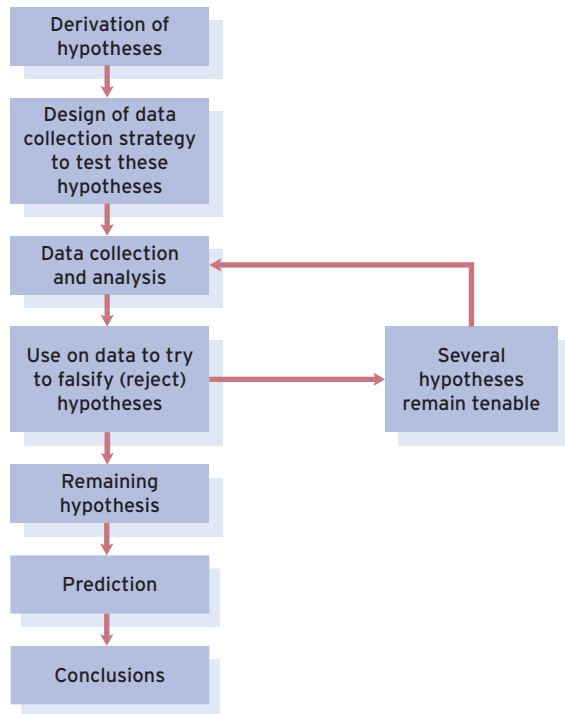 Derivation of
hypotheses
Design of data
collection strategy
to test these
hypotheses
Data collection
and analysis
Use on data to try
to falsify (reject)
hypotheses
Several
hypotheses
remain tenable
Remaining
hypothesis
Prediction
Conclusions